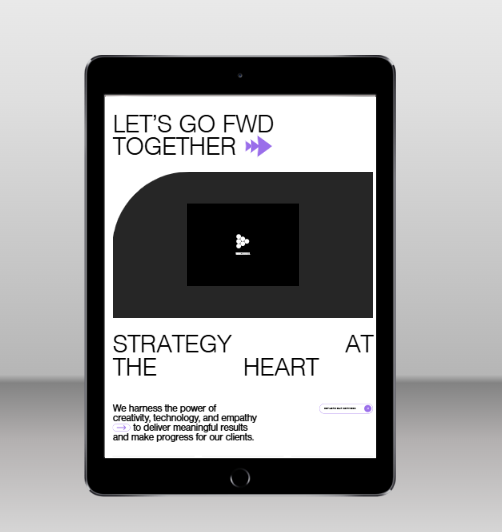 LET'S GO FWD
TOGETHER
STRATEGY AT
THE HEART
We harness the power of
creativity, technology, and empathy
to deliver meaningful results
and make progress for our clients.